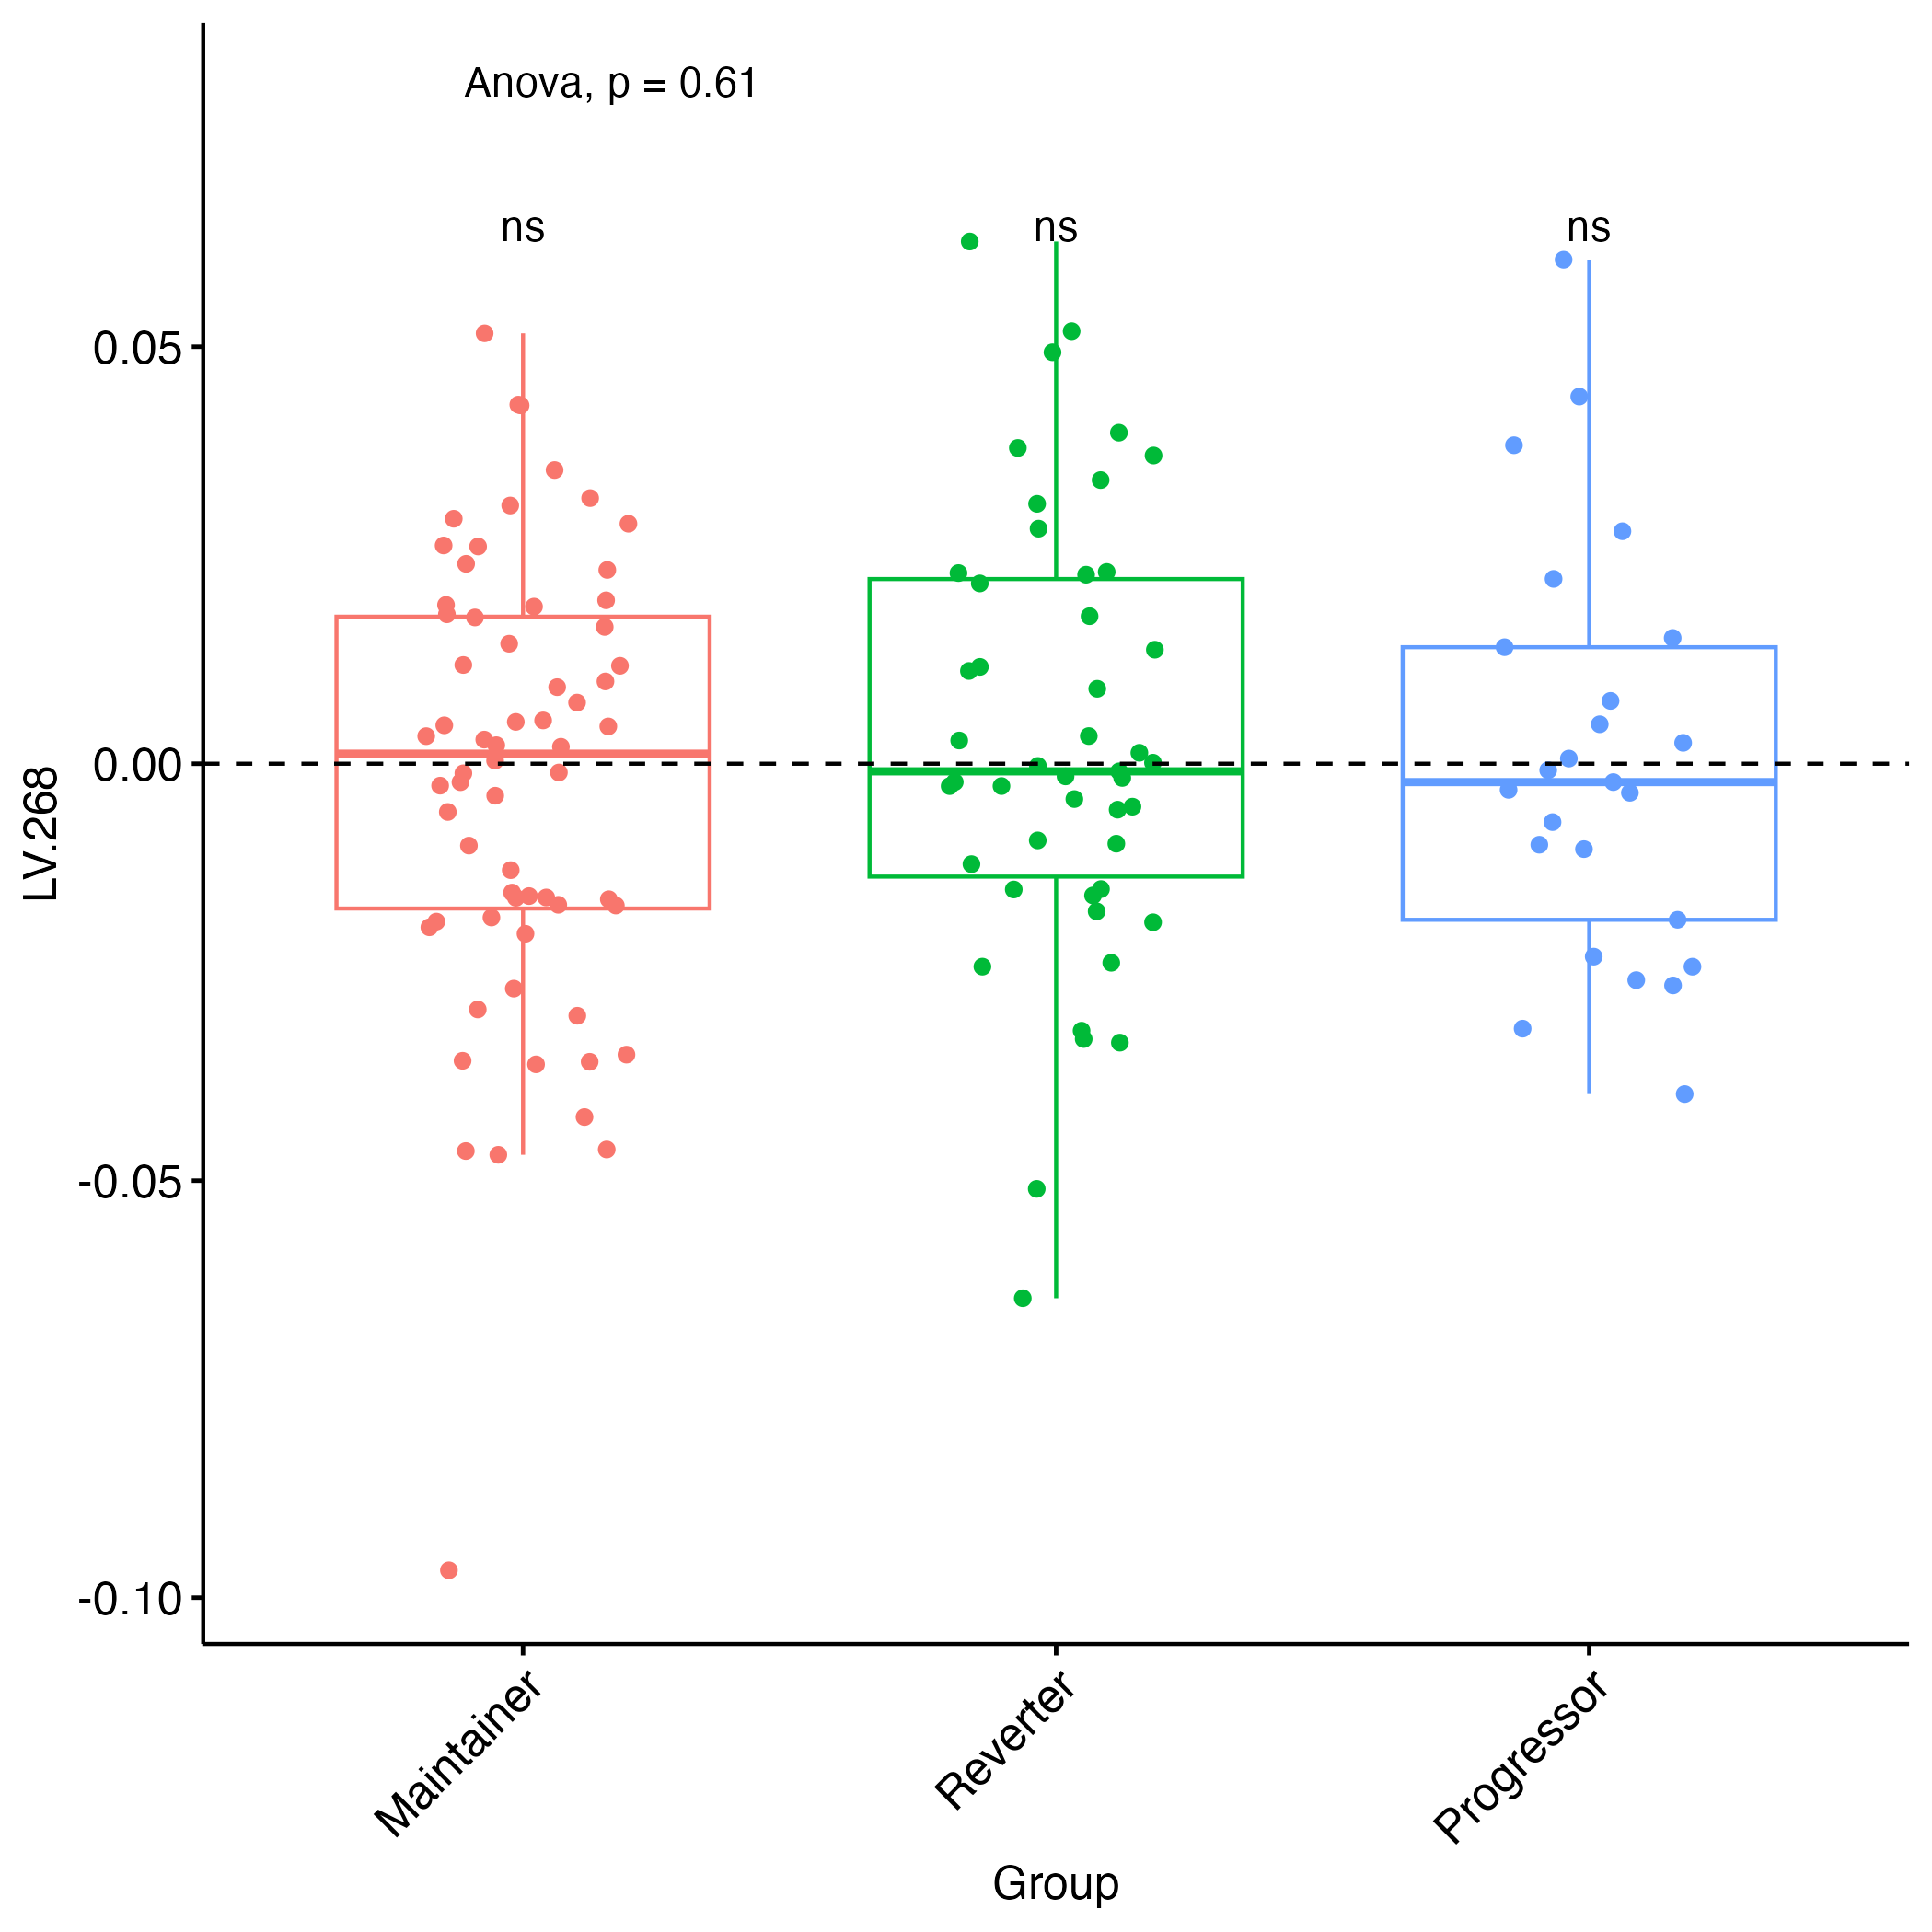 Anova, p = 0.61
ns ns ns
0.05
0.00
-0.05
-0.10
LV.268
Maintainer Reverter Progressor
Group